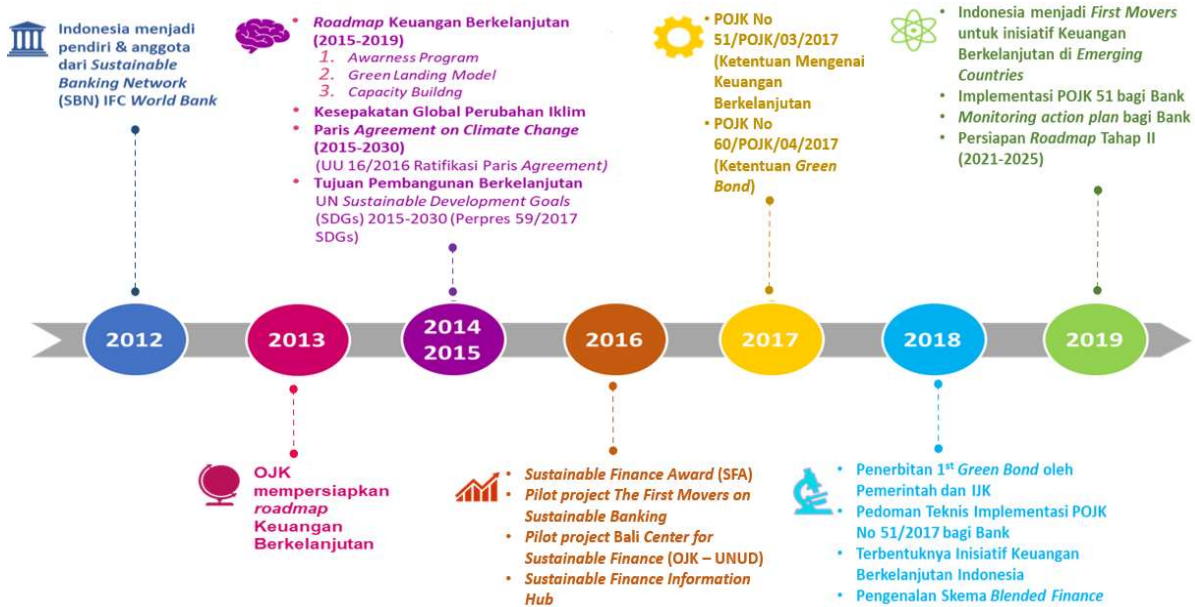 Indonesia menjadi
pendiri & anggota
dari Sustainable
Banking Network
(SBN) IFC World Bank
• Roadmap Keuangan Berkelanjutan
(2015-2019)
1. Awarness Program
2. Green Landing Model
3. Capacity Buildng
• Kesepakatan Global Perubahan Iklim
• Paris Agreement on Climate Change
(2015-2030)
(UU 16/2016 Ratifikasi Paris Agreement)
• Tujuan Pembangunan Berkelanjutan
UN Sustainable Development Goals
(SDGs) 2015-2030 (Perpres 59/2017
SDGs)
• POJK No
51/POJK/03/2017
(Ketentuan Mengenai
Keuangan
Berkelanjutan
• POJK No
60/POJK/04/2017
(Ketentuan Green
Bond)
• Indonesia menjadi First Movers
untuk inisiatif Keuangan
Berkelanjutan di Emerging
Countries
• Implementasi POJK 51 bagi Bank
• Monitoring action plan bagi Bank
• Persiapan Roadmap Tahap II
(2021-2025)
2012
2013
2014
2015
2016
2017
2018
2019
OJK
mempersiapkan
roadmap
Keuangan
Berkelanjutan
• Sustainable Finance Award (SFA)
• Pilot project The First Movers on
Sustainable Banking
• Pilot project Bali Center for
Sustainable Finance (OJK – UNUD)
• Sustainable Finance Information
Hub
• Penerbitan 1st Green Bond oleh
Pemerintah dan IJK
• Pedoman Teknis Implementasi POJK
No 51/2017 bagi Bank
• Terbentuknya Inisiatif Keuangan
Berkelanjutan Indonesia
• Pengenalan Skema Blended Finance